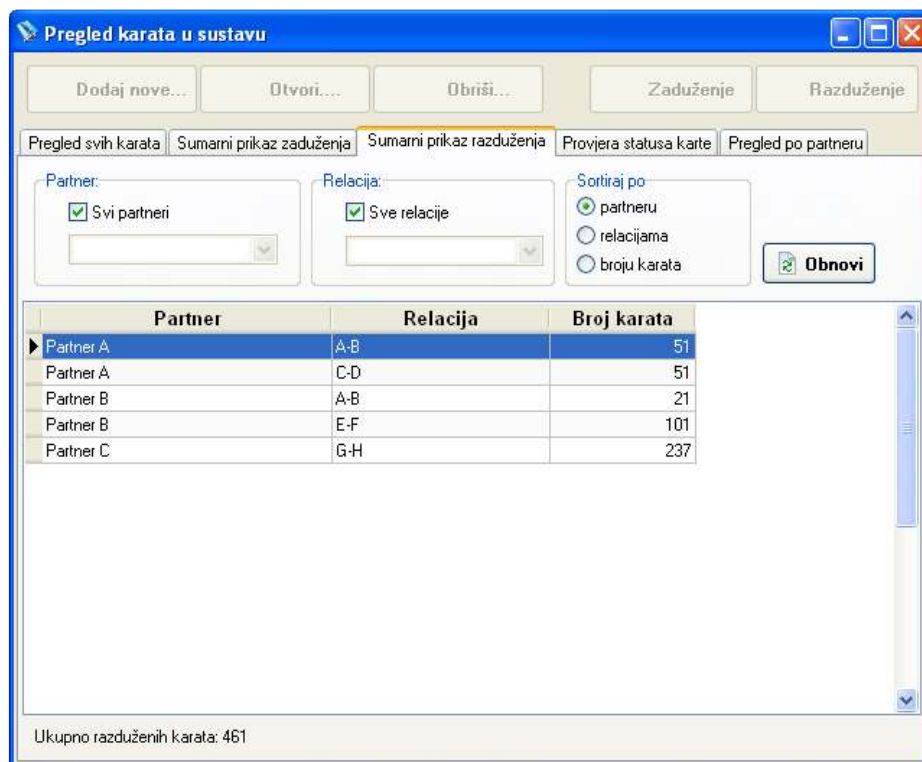 Pregled karata u sustavu
Dodaj nove... Otvori.... Obriši... Zaduženje Razduženje
Pregled svih karata Sumarni prikaz zaduženja Sumarni prikaz razduženja Provjera statusa karte Pregled po partneru
Partner: Relacija: Sortiraj po
Svi partneri Sve relacije partneru
relacijama
broju karata Obnovi
Partner Relacija Broj karata
Partner A A-B 51
Partner A C-D 51
Partner B A-B 21
Partner B E-F 101
Partner C G-H 237
Ukupno razduženih karata: 461